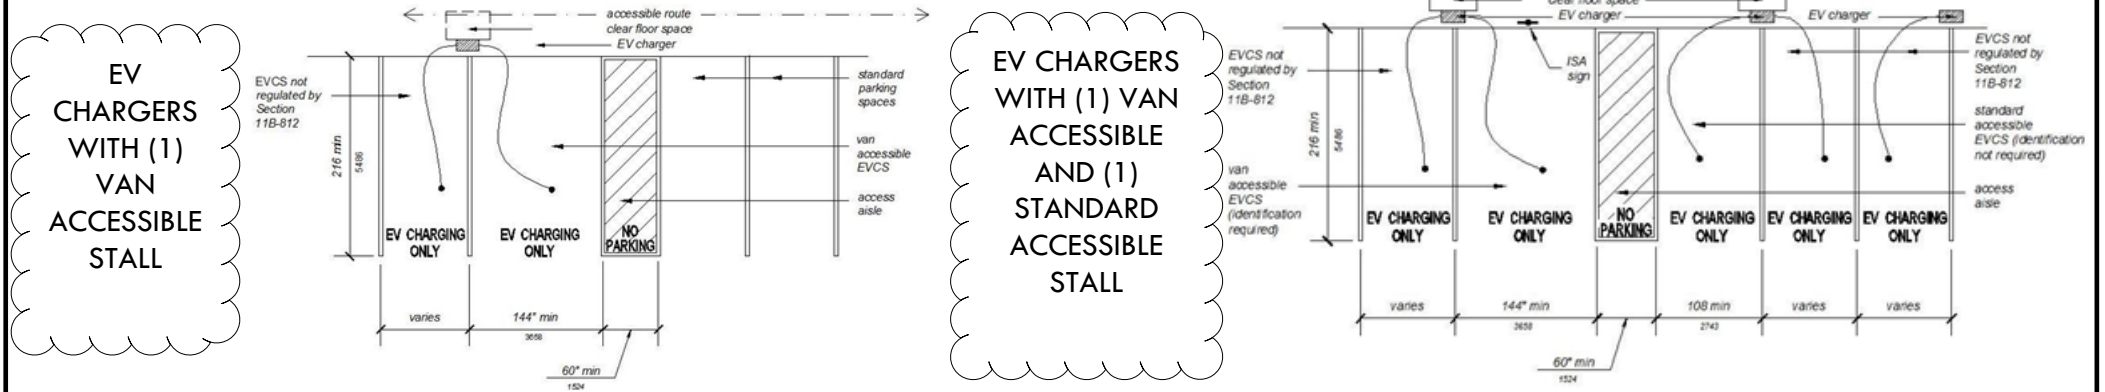 EV
CHARGERS
WITH (1)
VAN
ACCESSIBLE
STALL
accessible route
clear floor space
EV charger
EVCS not
regulated by
Section
11B-812
standard
parking
spaces
216 min
5486
van
accessible
EVCS
access
aisle
EV CHARGING
ONLY
EV CHARGING
ONLY
NO
PARKING
varies
144" min
3658
60" min
1524
EV CHARGERS
WITH (1) VAN
ACCESSIBLE
AND (1)
STANDARD
ACCESSIBLE
STALL
clear floor space
EV charger
EV charger
EVCS not
regulated by
Section
11B-812
ISA
sign
EVCS not
regulated by
Section
11B-812
216 min
5486
standard
accessible
EVCS (identification
not required)
van
accessible
EVCS
(identification
required)
access
aisle
EV CHARGING
ONLY
EV CHARGING
ONLY
NO
PARKING
EV CHARGING
ONLY
EV CHARGING
ONLY
EV CHARGING
ONLY
varies
144" min
3658
108 min
2743
varies
varies
60" min
1524